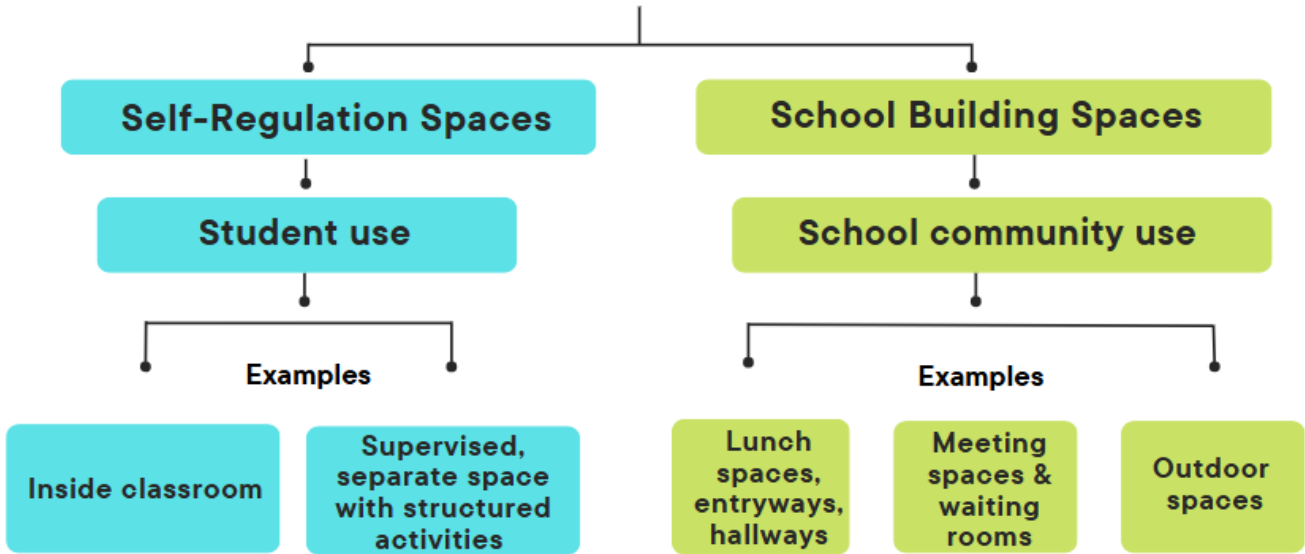 Self-Regulation Spaces
School Building Spaces
Student use
School community use
Examples
Examples
Inside classroom
Supervised,
separate space
with structured
activities
Lunch
spaces,
entryways,
hallways
Meeting
spaces &
waiting
rooms
Outdoor
spaces